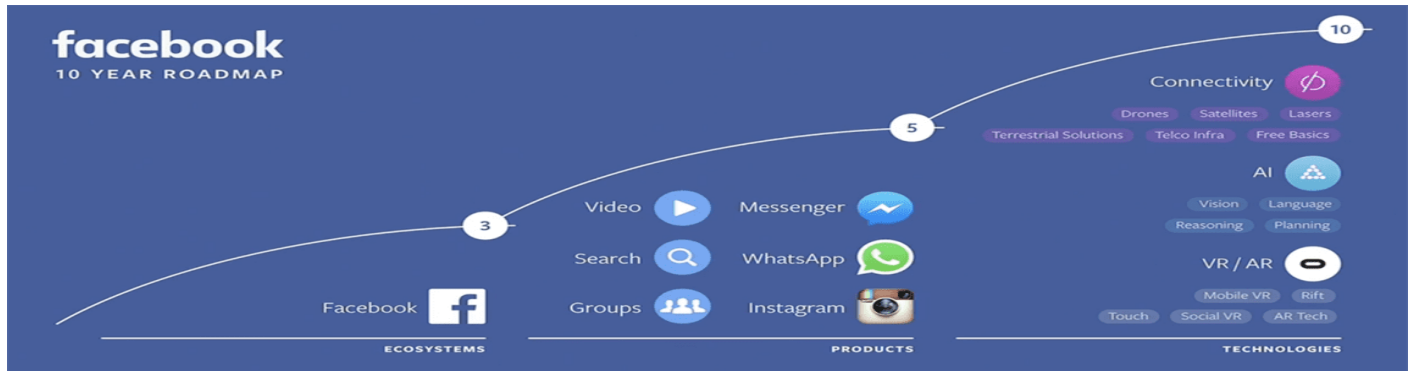 facebook
10 YEAR ROADMAP
3
Facebook
ECOSYSTEMS
5
Video
Messenger
Search
WhatsApp
Groups
Instagram
PRODUCTS
10
Connectivity
Drones Satellites Lasers
Terrestrial Solutions Telco Infra Free Basics
AI
Vision Language
Reasoning Planning
VR / AR
Mobile VR Rift
Touch Social VR AR Tech
TECHNOLOGIES